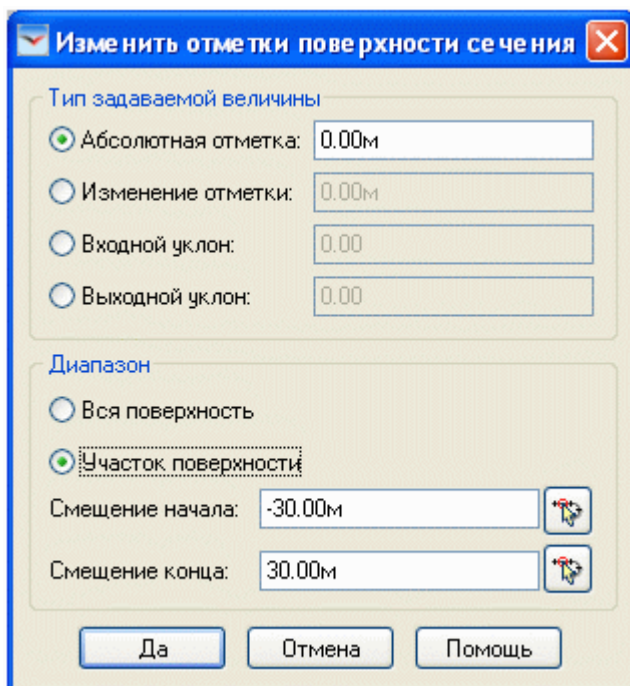 Изменить отметки поверхности сечения
Тип задаваемой величины
Абсолютная отметка: 0.00м
Изменение отметки: 0.00м
Входной уклон: 0.00
Выходной уклон: 0.00
Диапазон
Вся поверхность
Участок поверхности
Смещение начала: -30.00м
Смещение конца: 30.00м
Да Отмена Помощь